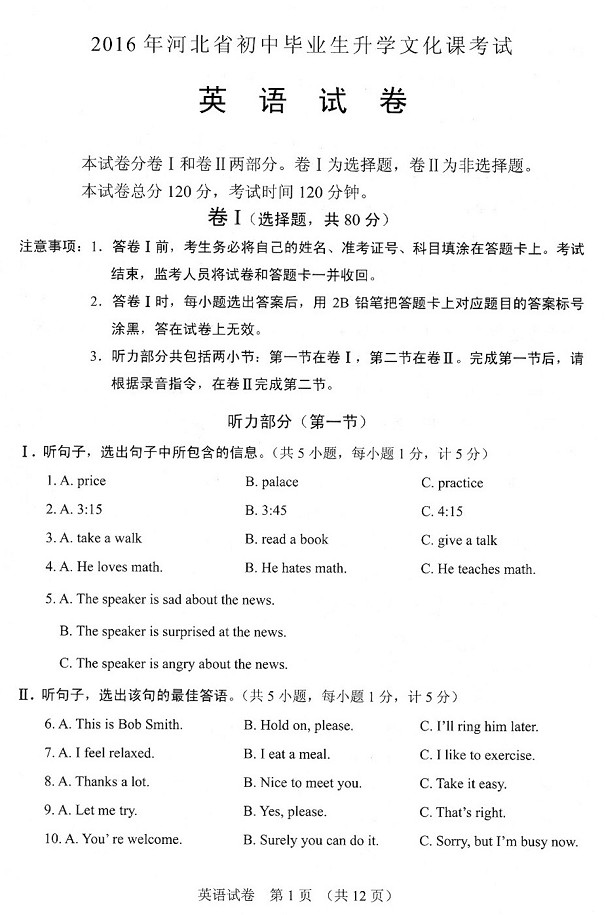 2016 年河北省初中毕业生升学文化课考试
英 语 试 卷
本试卷分卷Ⅰ和卷Ⅱ两部分。卷Ⅰ为选择题，卷Ⅱ为非选择题。
本试卷总分 120 分，考试时间 120 分钟。
卷Ⅰ（选择题，共 80 分）
注意事项：1. 答卷Ⅰ前，考生务必将自己的姓名、准考证号、科目填涂在答题卡上。考试
结束，监考人员将试卷和答题卡一并收回。
2. 答卷Ⅰ时，每小题选出答案后，用 2B 铅笔把答题卡上对应题目的答案标号
涂黑，答在试卷上无效。
3. 听力部分共包括两小节：第一节在卷Ⅰ，第二节在卷Ⅱ。完成第一节后，请
根据录音指令，在卷Ⅱ完成第二节。
听力部分（第一节）
Ⅰ. 听句子，选出句子中所包含的信息。（共 5 小题，每小题 1 分，计 5 分）
1. A. price B. palace C. practice
2. A. 3:15 B. 3:45 C. 4:15
3. A. take a walk B. read a book C. give a talk
4. A. He loves math. B. He hates math. C. He teaches math.
5. A. The speaker is sad about the news.
B. The speaker is surprised at the news.
C. The speaker is angry about the news.
Ⅱ. 听句子，选出该句的最佳答语。（共 5 小题，每小题 1 分，计 5 分）
6. A. This is Bob Smith. B. Hold on, please. C. I'll ring him later.
7. A. I feel relaxed. B. I eat a meal. C. I like to exercise.
8. A. Thanks a lot. B. Nice to meet you. C. Take it easy.
9. A. Let me try. B. Yes, please. C. That's right.
10. A. You' re welcome. B. Surely you can do it. C. Sorry, but I'm busy now.
英语试卷 第 1 页 （共 12 页）